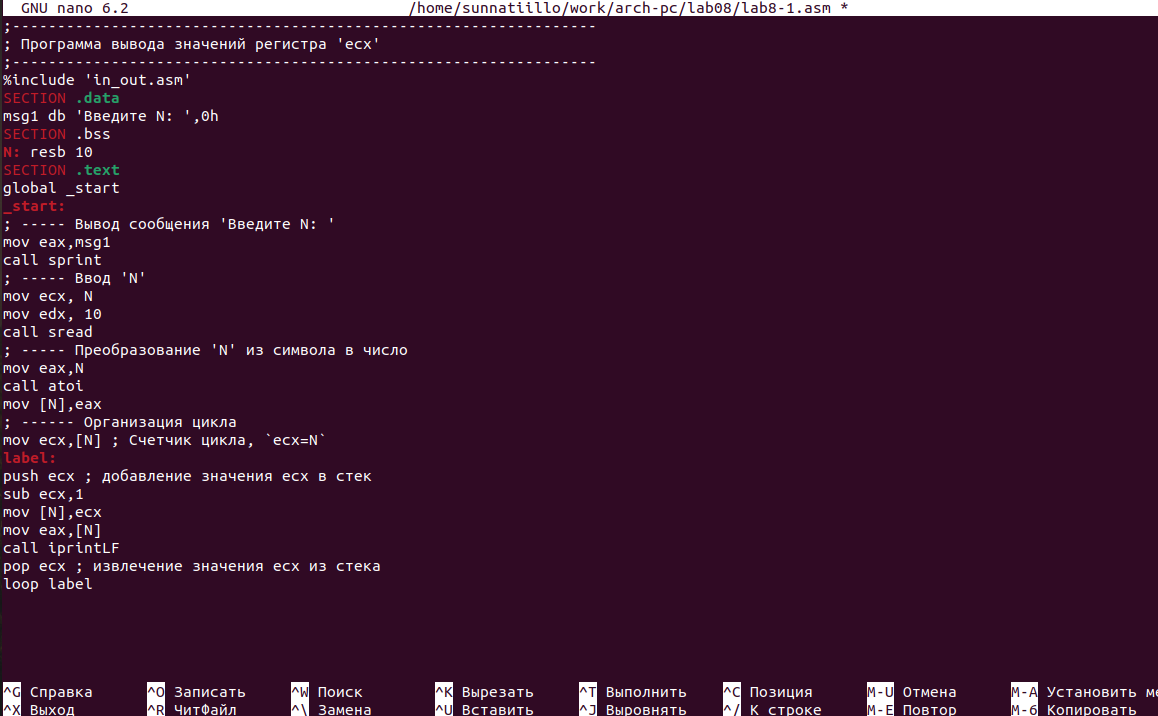 GNU nano 6.2 /home/sunnatillo/work/arch-pc/lab08/lab8-1.asm *
;-----------------------------------------------------------------
; Программа вывода значений регистра 'ecx'
;-----------------------------------------------------------------
%include 'in_out.asm'
SECTION .data
msg1 db 'Введите N: ',0h
SECTION .bss
N: resb 10
SECTION .text
global _start
_start:
; ----- Вывод сообщения 'Введите N: '
mov eax,msg1
call sprint
; ----- Ввод 'N'
mov ecx, N
mov edx, 10
call sread
; ----- Преобразование 'N' из символа в число
mov eax,N
call atoi
mov [N],eax
; ------ Организация цикла
mov ecx,[N] ; Счетчик цикла, `ecx=N`
label:
push ecx ; добавление значения ecx в стек
sub ecx,1
mov [N],ecx
mov eax,[N]
call iprintLF
pop ecx ; извлечение значения ecx из стека
loop label
^G Справка ^O Записать ^W Поиск ^K Вырезать ^T Выполнить ^C Позиция M-U Отмена M-A Установить ме
^X Выход ^R ЧитФайл ^\ Замена ^U Вставить ^J Выровнять ^/ К строке M-E Повтор M-6 Копировать